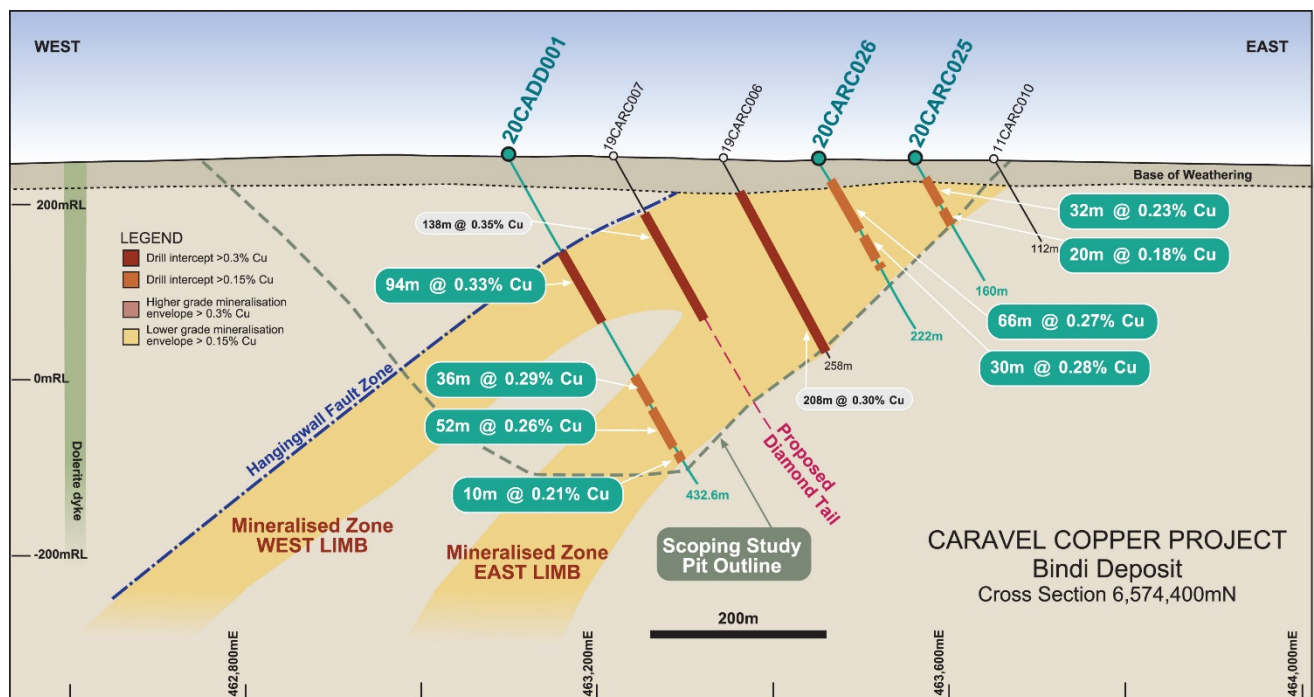 WEST
EAST
20CADD001
19CARC007
19CARC006
20CARC026
20CARC025
11CARC010
Base of Weathering
200mRL
LEGEND
Drill intercept >0.3% Cu
Drill intercept >0.15% Cu
Higher grade mineralisation
envelope > 0.3% Cu
Lower grade mineralisation
envelope > 0.15% Cu
138m @ 0.35% Cu
94m @ 0.33% Cu
32m @ 0.23% Cu
20m @ 0.18% Cu
112m
160m
66m @ 0.27% Cu
222m
30m @ 0.28% Cu
258m
208m @ 0.30% Cu
0mRL
36m @ 0.29% Cu
52m @ 0.26% Cu
10m @ 0.21% Cu
432.6m
Hangingwall Fault Zone
Dolerite dyke
Proposed
Diamond Tail
Mineralised Zone
WEST LIMB
Mineralised Zone
EAST LIMB
Scoping Study
Pit Outline
-200mRL
CARAVEL COPPER PROJECT
Bindi Deposit
Cross Section 6,574,400mN
200m
462,800mE
463,200mE
463,600mE
464,000mE